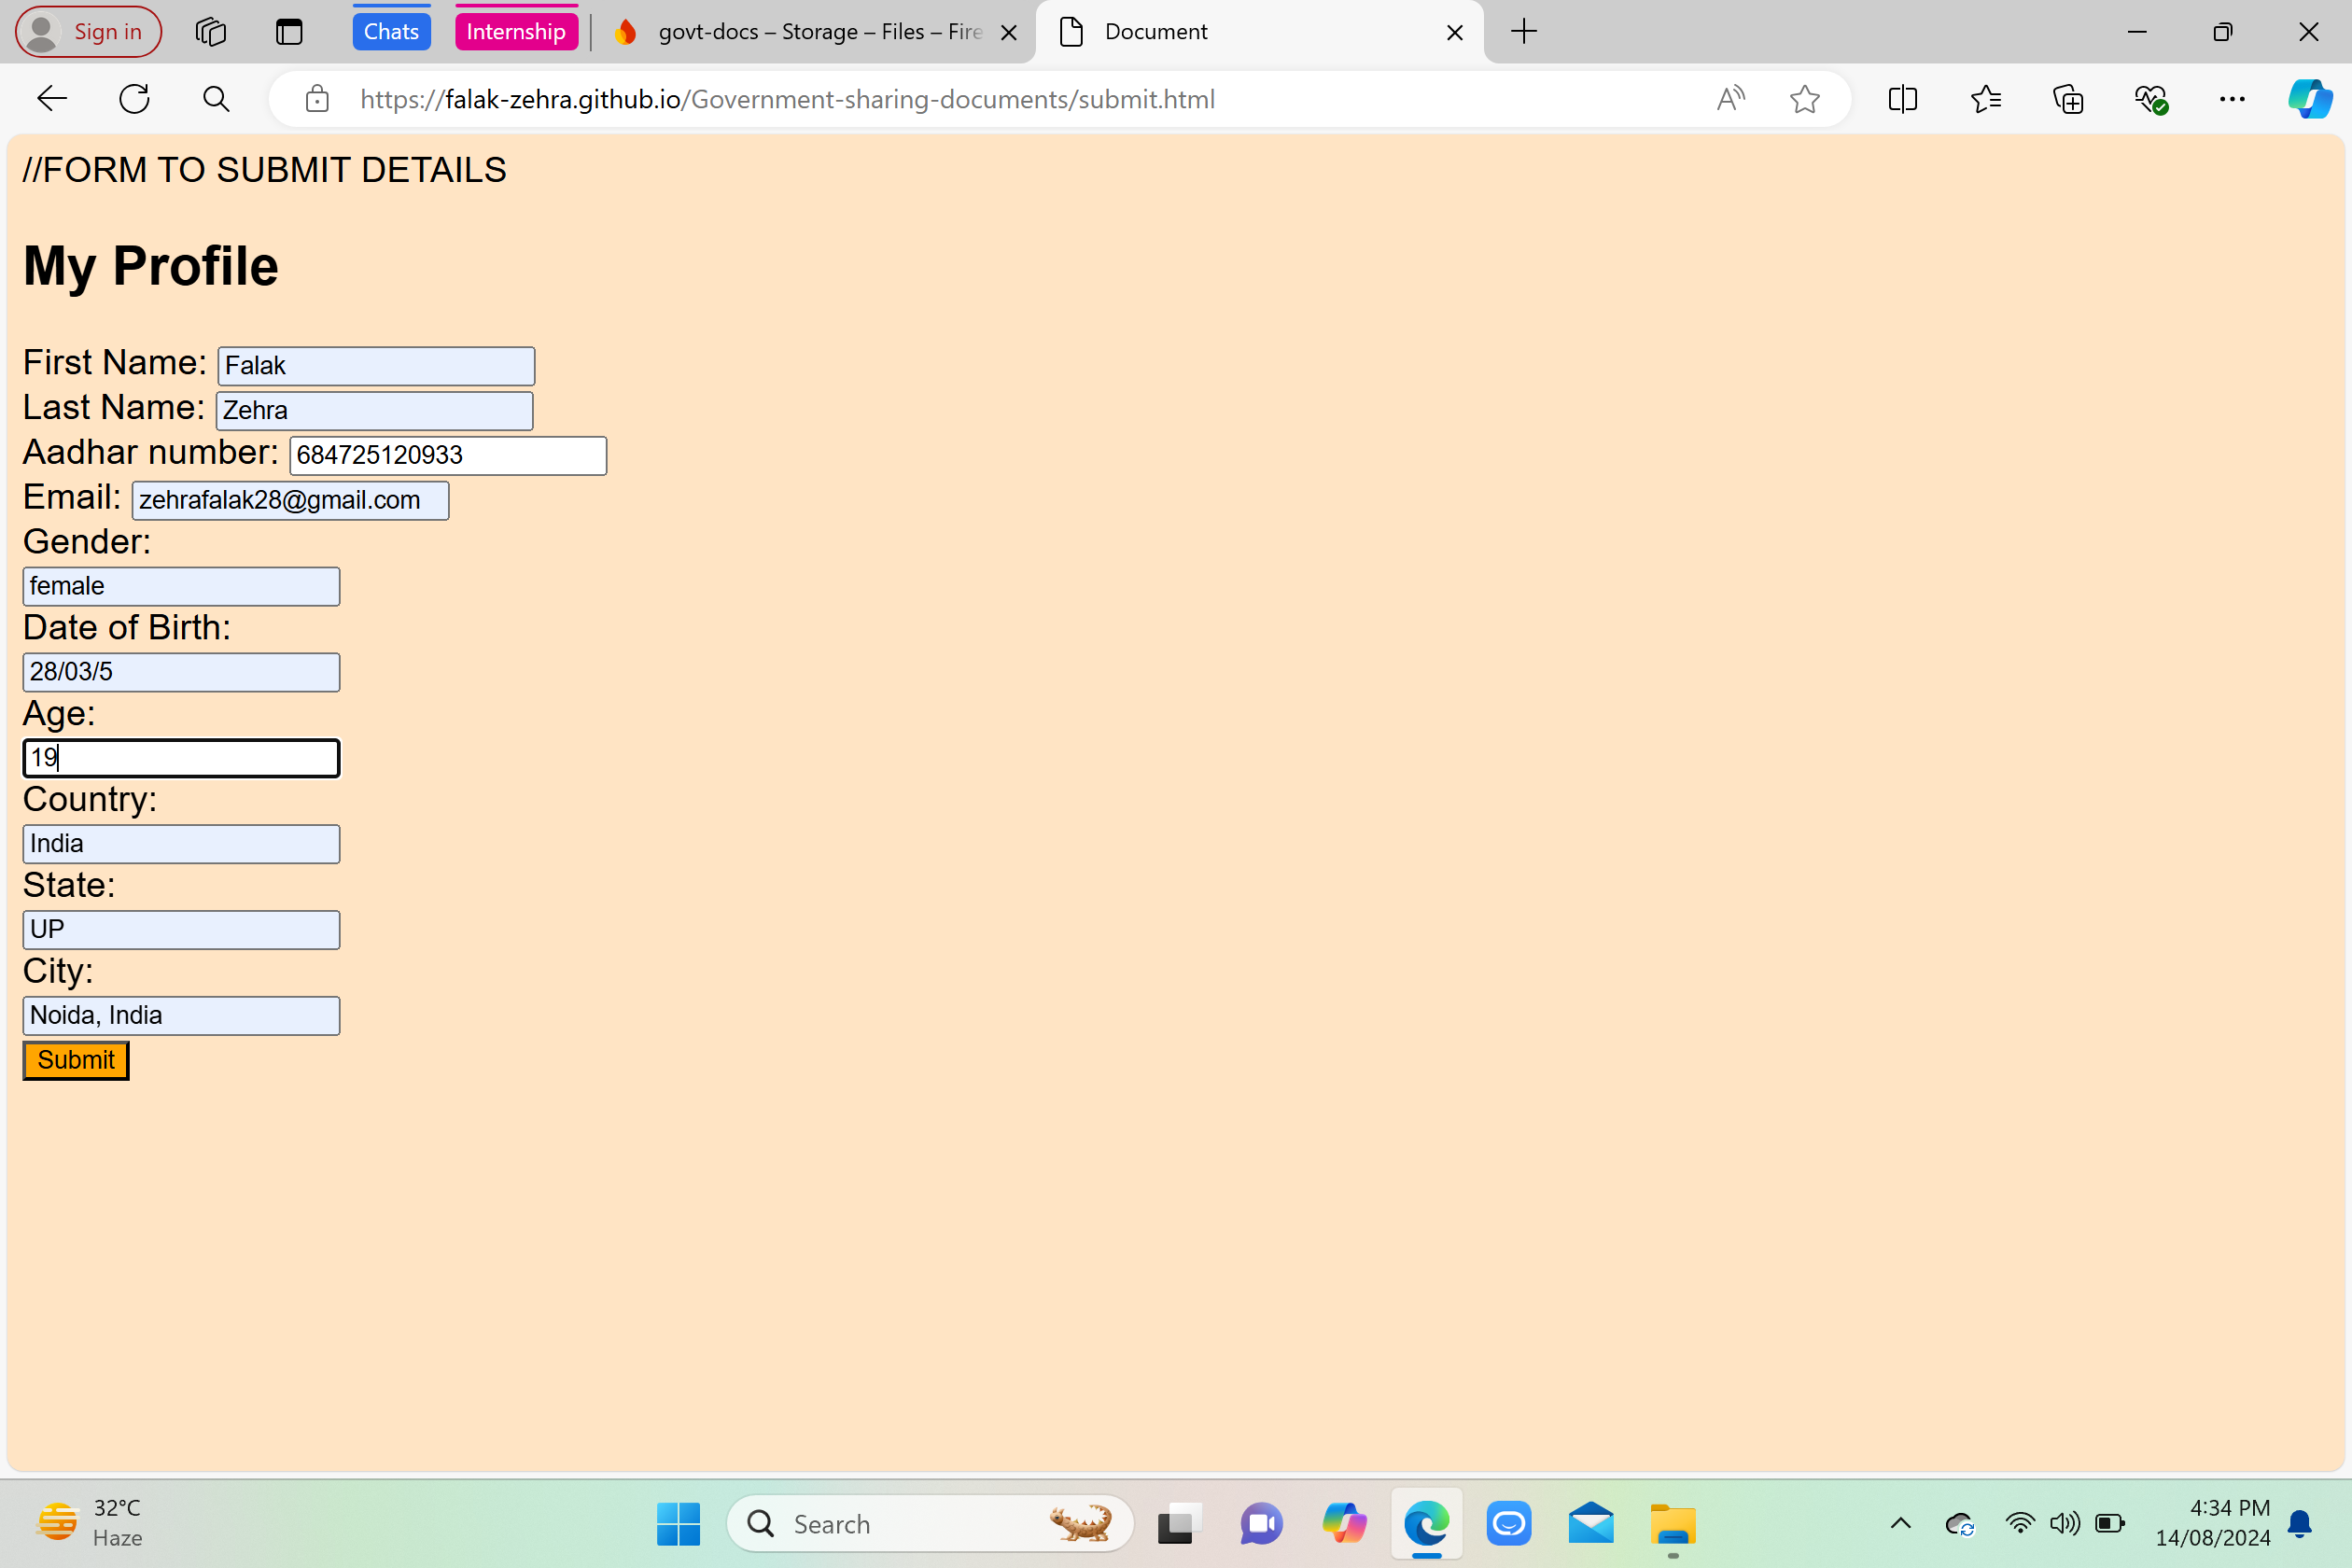 Sign in
Chats
Internship
govt-docs – Storage – Files – Fire
Document
https://falak-zehra.github.io/Government-sharing-documents/submit.html
//FORM TO SUBMIT DETAILS
My Profile
First Name: Falak
Last Name: Zehra
Aadhar number: 684725120933
Email: zehrafalak28@gmail.com
Gender:
female
Date of Birth:
28/03/5
Age:
19
Country:
India
State:
UP
City:
Noida, India
Submit
32°C
Haze
Search
4:34 PM
14/08/2024